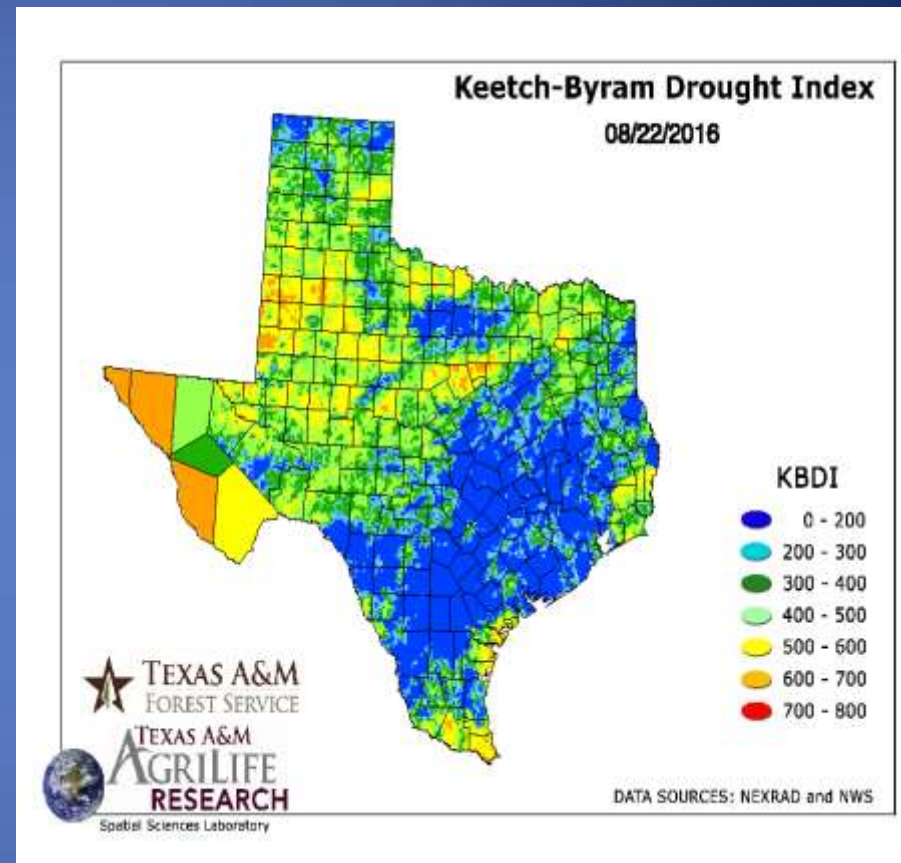 Keetch-Byram Drought Index
08/22/2016
KBDI
0 - 200
200 - 300
300 - 400
400 - 500
500 - 600
600 - 700
700 - 800
TEXAS A&M
FOREST SERVICE
TEXAS A&M
AGRILIFE
RESEARCH
Spatial Sciences Laboratory
DATA SOURCES: NEXRAD and NWS